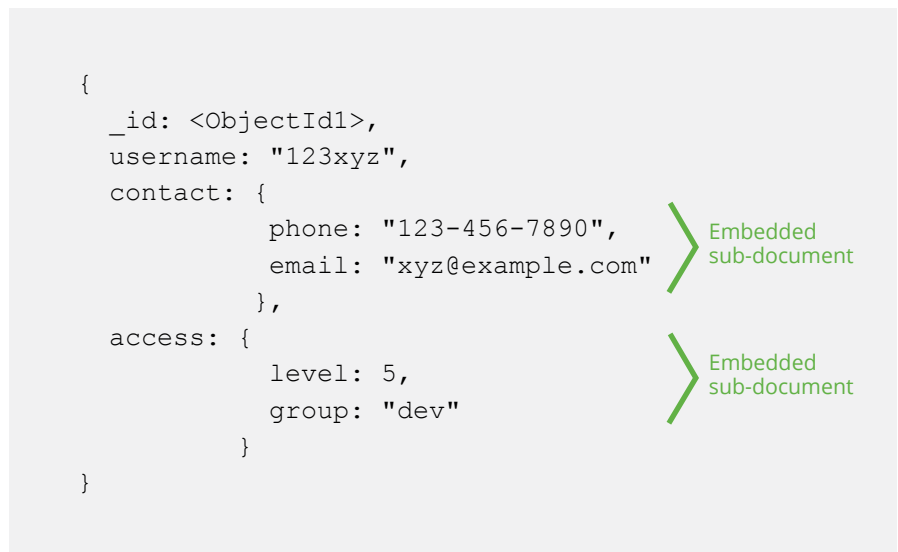 {
_id: <ObjectId1>,
username: "123xyz",
contact: {
phone: "123-456-7890",
email: "xyz@example.com"
},
Embedded
sub-document
access: {
level: 5,
group: "dev"
}
Embedded
sub-document
}